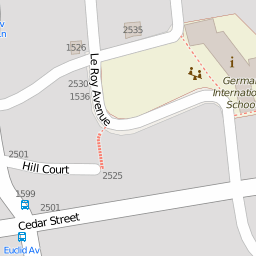 2535
1526
Le Roy Avenue
2530
1536
German
Internation
School
2501
Hill Court
2525
1599
2501
Cedar Street
Euclid Av